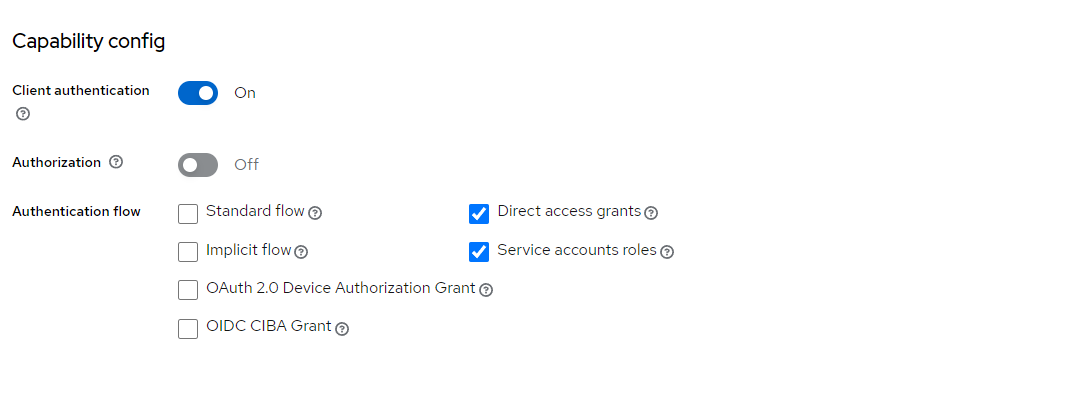 Capability config
Client authentication
On
Authorization
Off
Authentication flow
Standard flow
Direct access grants
Implicit flow
Service accounts roles
OAuth 2.0 Device Authorization Grant
OIDC CIBA Grant